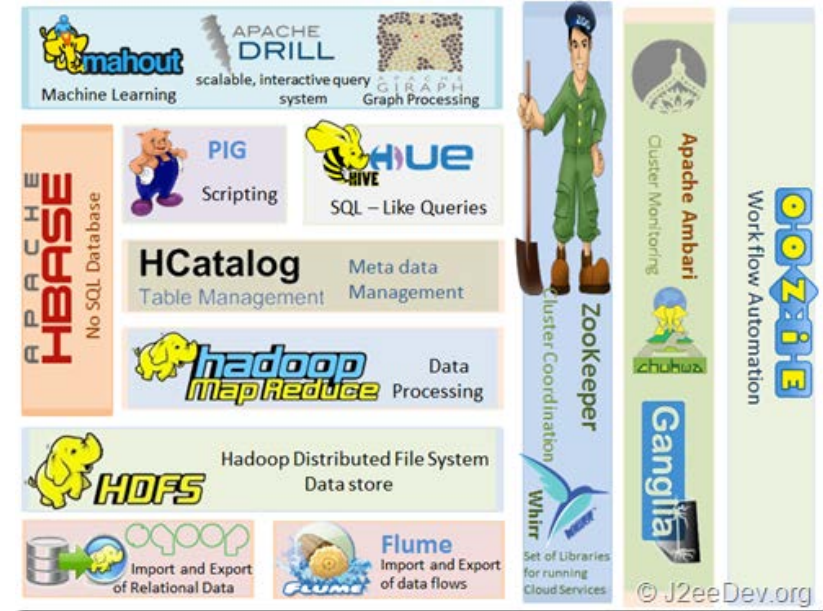 mahout
Machine Learning
APACHE
DRILL
scalable, interactive query
system
APACHE
GIRAPH
Graph Processing
APACHE
HBASE
No SQL Database
PIG
Scripting
HIVE
HUE
SQL – Like Queries
HCatalog
Table Management
Meta data
Management
hadoop
Map Reduce
Data
Processing
HDFS
Hadoop Distributed File System
Data store
sqoop
Import and Export
of Relational Data
FLUME
Flume
Import and Export
of data flows
ZOO
ZooKeeper
Cluster Coordination
Whirr
WHIRR
Set of Libraries
for running
Cloud Services
Apache Ambari
Cluster Monitoring
chukwa
Ganglia
OOZiE
Work flow Automation
© J2eeDev.org